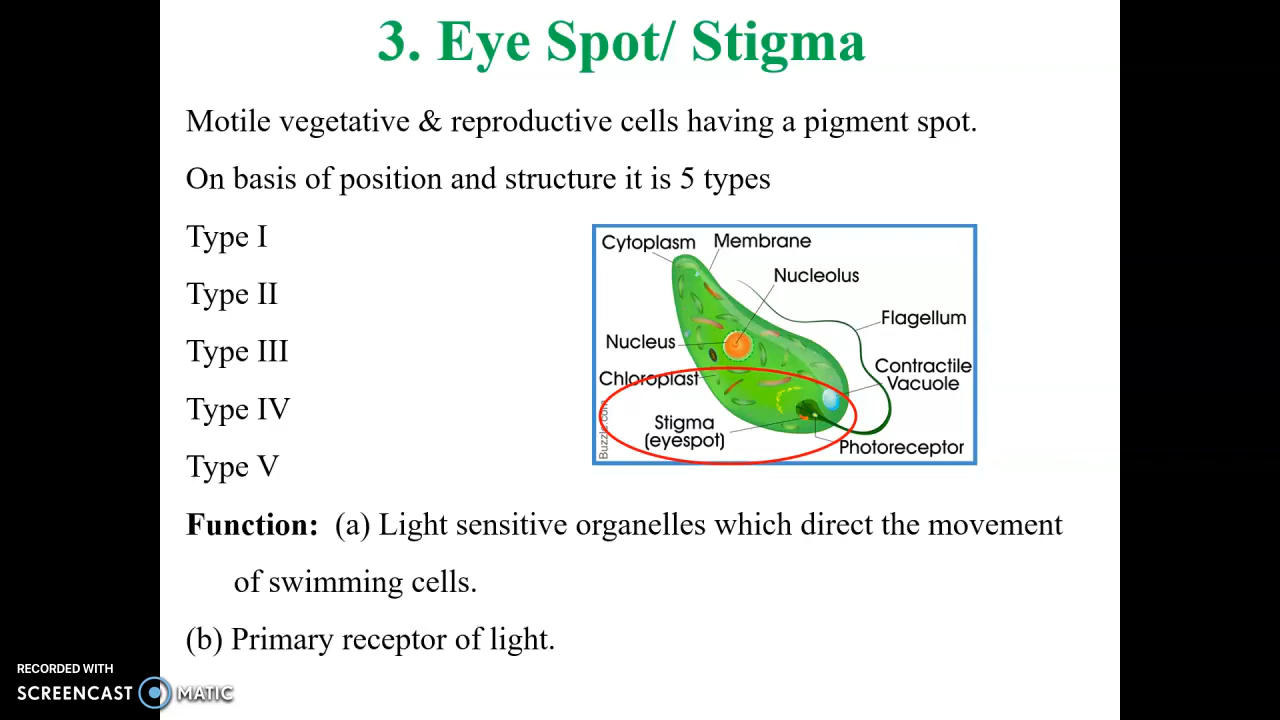 3. Eye Spot/ Stigma
Motile vegetative & reproductive cells having a pigment spot.
On basis of position and structure it is 5 types
Type I
Type II
Type III
Type IV
Type V
Cytoplasm
Membrane
Nucleolus
Flagellum
Nucleus
Contractile
Vacuole
Chloroplast
Stigma
(eyespot)
Photoreceptor
Buzzle.com
Function: (a) Light sensitive organelles which direct the movement
of swimming cells.
(b) Primary receptor of light.
RECORDED WITH
SCREENCAST MATIC